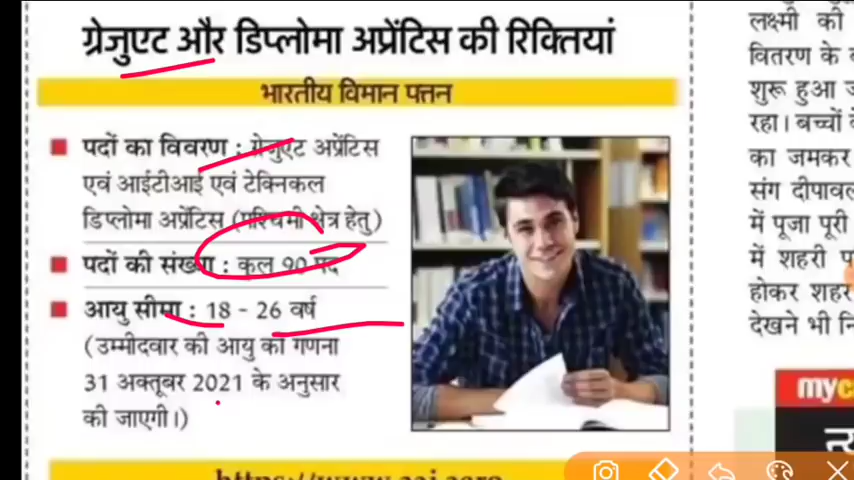 ग्रेजुएट और डिप्लोमा अप्रेंटिस की रिक्तियां
भारतीय विमान पत्तन
पदों का विवरण : ग्रेजुएट अप्रेंटिस
एवं आईटीआई एवं टेक्निकल
डिप्लोमा अप्रेंटिस (पश्चिमी क्षेत्र हेतु)
पदों की संख्या : कुल 90 पद
आयु सीमा : 18 - 26 वर्ष
(उम्मीदवार की आयु की गणना
31 अक्तूबर 2021 के अनुसार
की जाएगी।)
लक्ष्मी की
वितरण के
शुरू हुआ
रहा। बच्चों
का जमकर
संग दीपावल
में पूजा पूरी
में शहरी
होकर शहर
देखने भी